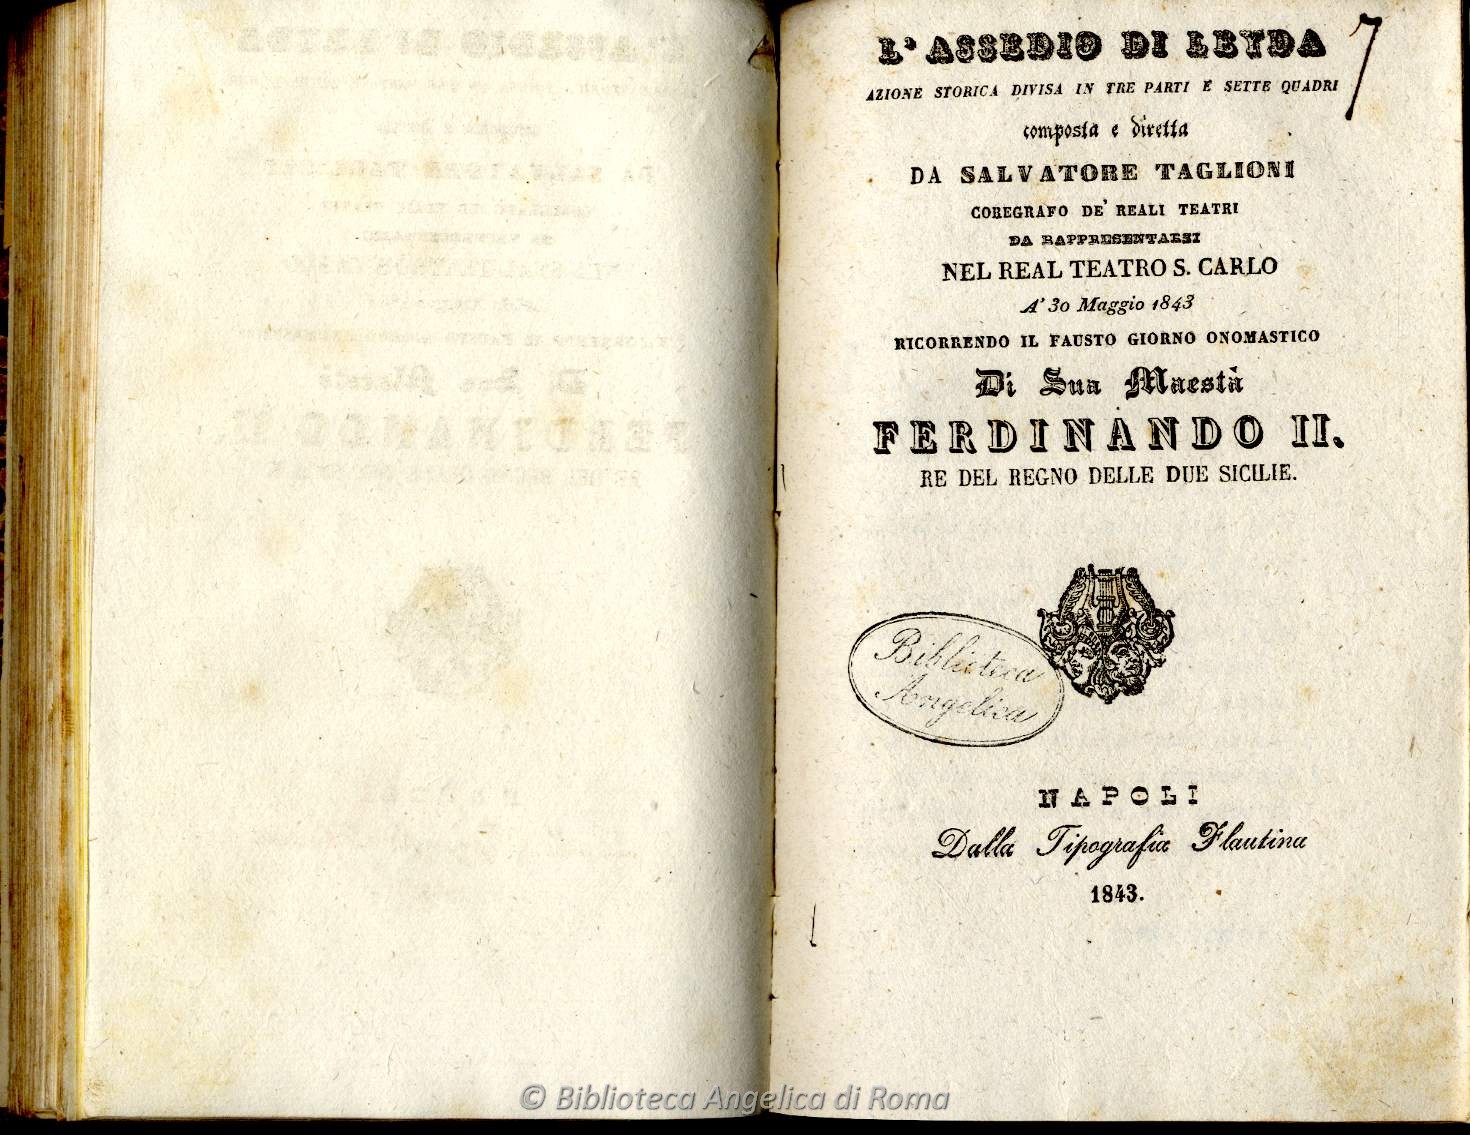 7
L'ASSEDIO DI LEYDA
AZIONE STORICA DIVISA IN TRE PARTI E SETTE QUADRI
composta e diretta
DA SALVATORE TAGLIONI
COREGRAFO DE' REALI TEATRI
DA RAPPRESENTARSI
NEL REAL TEATRO S. CARLO
A' 30 Maggio 1843
RICORRENDO IL FAUSTO GIORNO ONOMASTICO
Di Sua Maestà
FERDINANDO II.
RE DEL REGNO DELLE DUE SICILIE.
Biblioteca
Angelica
NAPOLI
Dalla Tipografia Flautina
1843.
© Biblioteca Angelica di Roma